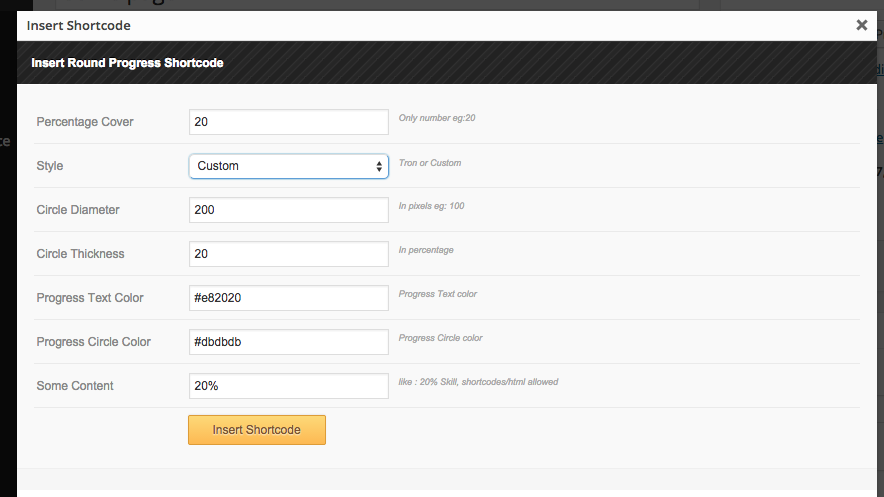 Insert Shortcode
Insert Round Progress Shortcode
Percentage Cover 20 Only number eg:20
Style Custom Tron or Custom
Circle Diameter 200 In pixels eg: 100
Circle Thickness 20 In percentage
Progress Text Color #e82020 Progress Text color
Progress Circle Color #dbdbdb Progress Circle color
Some Content 20% like : 20% Skill, shortcodes/html allowed
Insert Shortcode